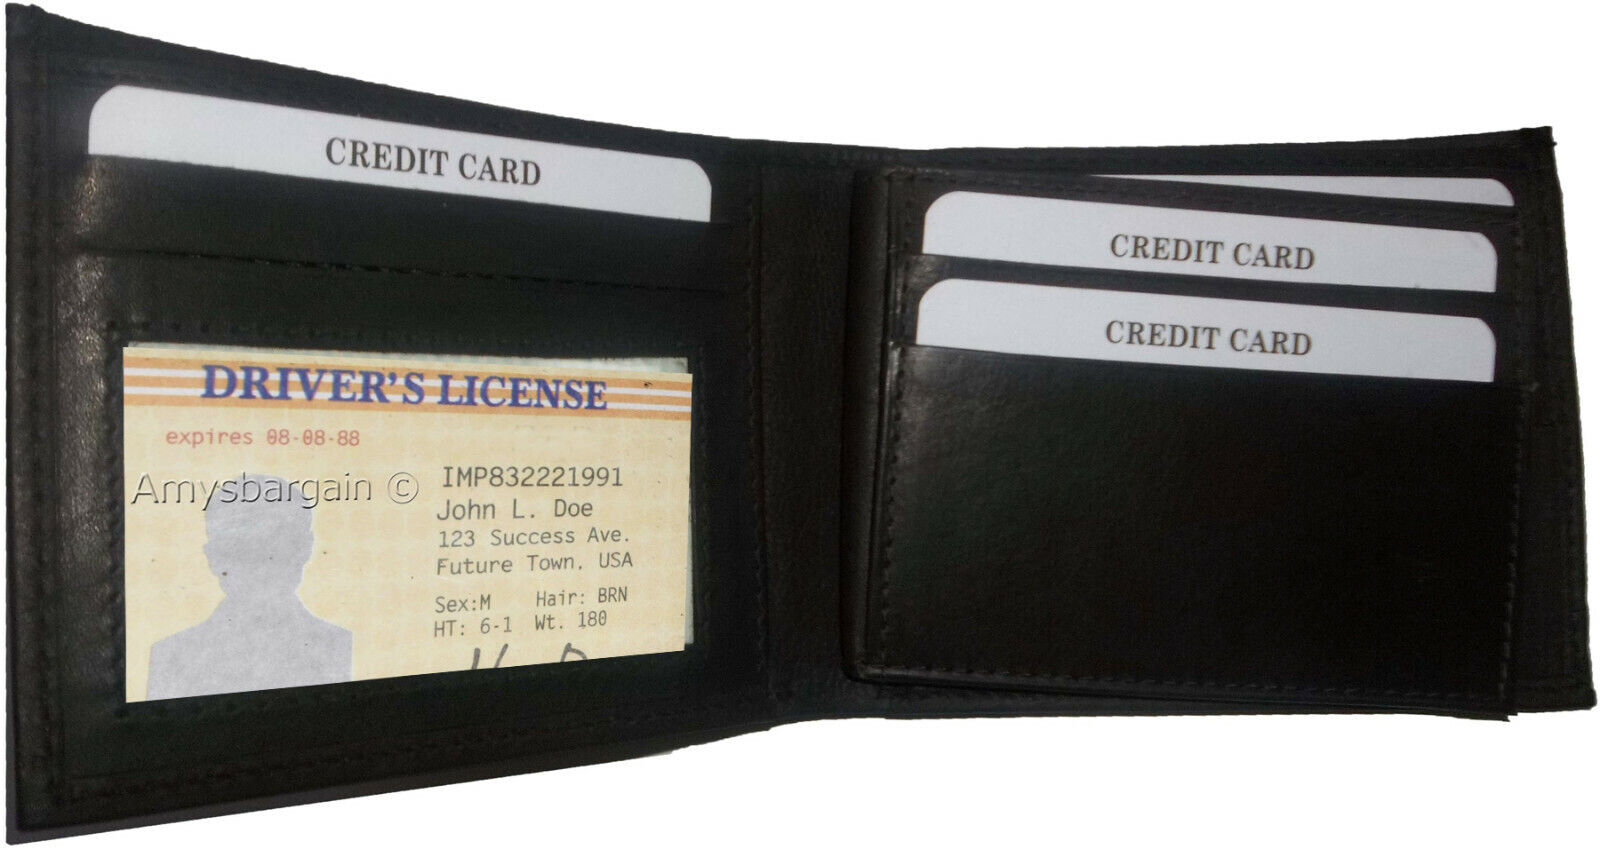 CREDIT CARD
CREDIT CARD
CREDIT CARD
DRIVER'S LICENSE
expires 08-08-88
Amysbargain ©
IMP832221991
John L. Doe
123 Success Ave.
Future Town. USA
Sex:M Hair: BRN
HT: 6-1 Wt. 180